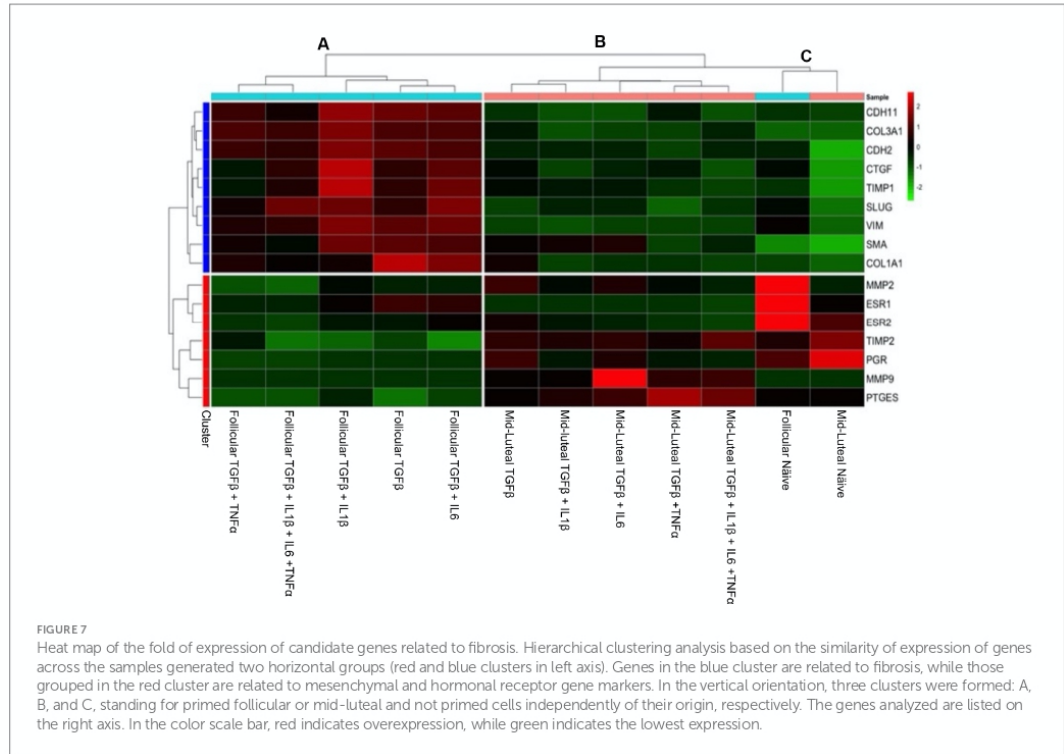 A
B
C
Sample
CDH11
COL3A1
CDH2
CTGF
TIMP1
SLUG
VIM
SMA
COL1A1
MMP2
ESR1
ESR2
TIMP2
PGR
MMP9
PTGES
2
1
0
-1
-2
Cluster
Follicular TGFβ + TNFα
Follicular TGFβ + IL1β + IL6 +TNFα
Follicular TGFβ + IL1β
Follicular TGFβ
Follicular TGFβ + IL6
Mid-Luteal TGFβ
Mid-luteal TGFβ + IL1β
Mid-Luteal TGFβ + IL6
Mid-Luteal TGFβ +TNFα
Mid-Luteal TGFβ + IL1β + IL6 +TNFα
Follicular Näive
Mid-Luteal Näive
FIGURE 7
Heat map of the fold of expression of candidate genes related to fibrosis. Hierarchical clustering analysis based on the similarity of expression of genes
across the samples generated two horizontal groups (red and blue clusters in left axis). Genes in the blue cluster are related to fibrosis, while those
grouped in the red cluster are related to mesenchymal and hormonal receptor gene markers. In the vertical orientation, three clusters were formed: A,
B, and C, standing for primed follicular or mid-luteal and not primed cells independently of their origin, respectively. The genes analyzed are listed on
the right axis. In the color scale bar, red indicates overexpression, while green indicates the lowest expression.